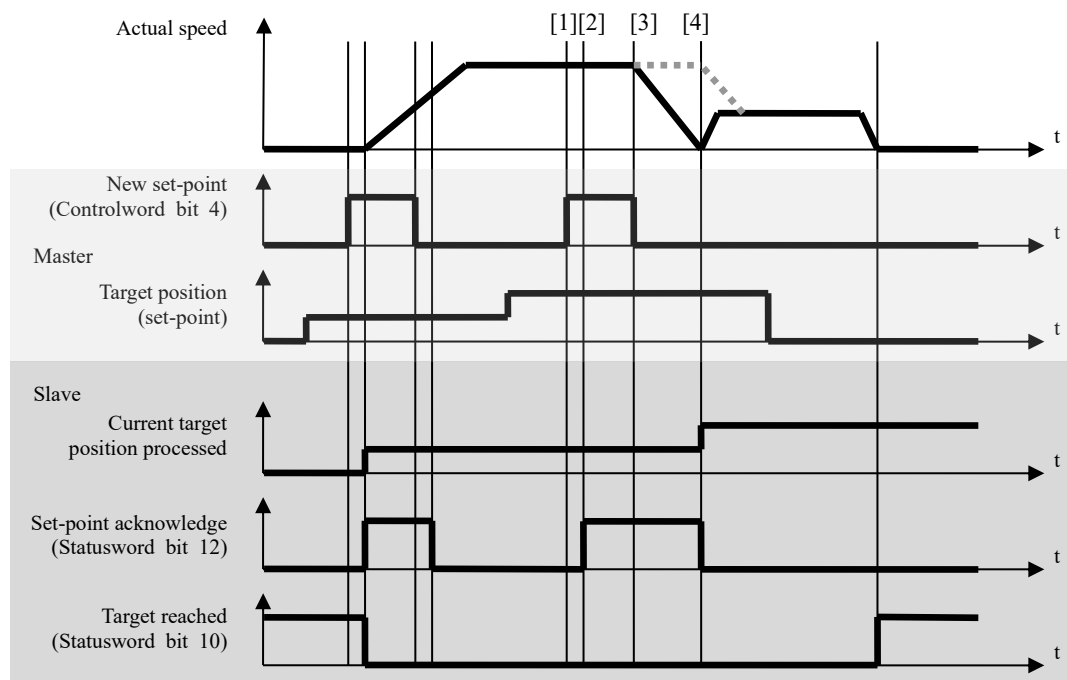 [1][2] [3] [4]
Actual speed
t
New set-point
(Controlword bit 4)
t
Master
Target position
(set-point)
t
Slave
Current target
position processed
t
Set-point acknowledge
(Statusword bit 12)
t
Target reached
(Statusword bit 10)
t